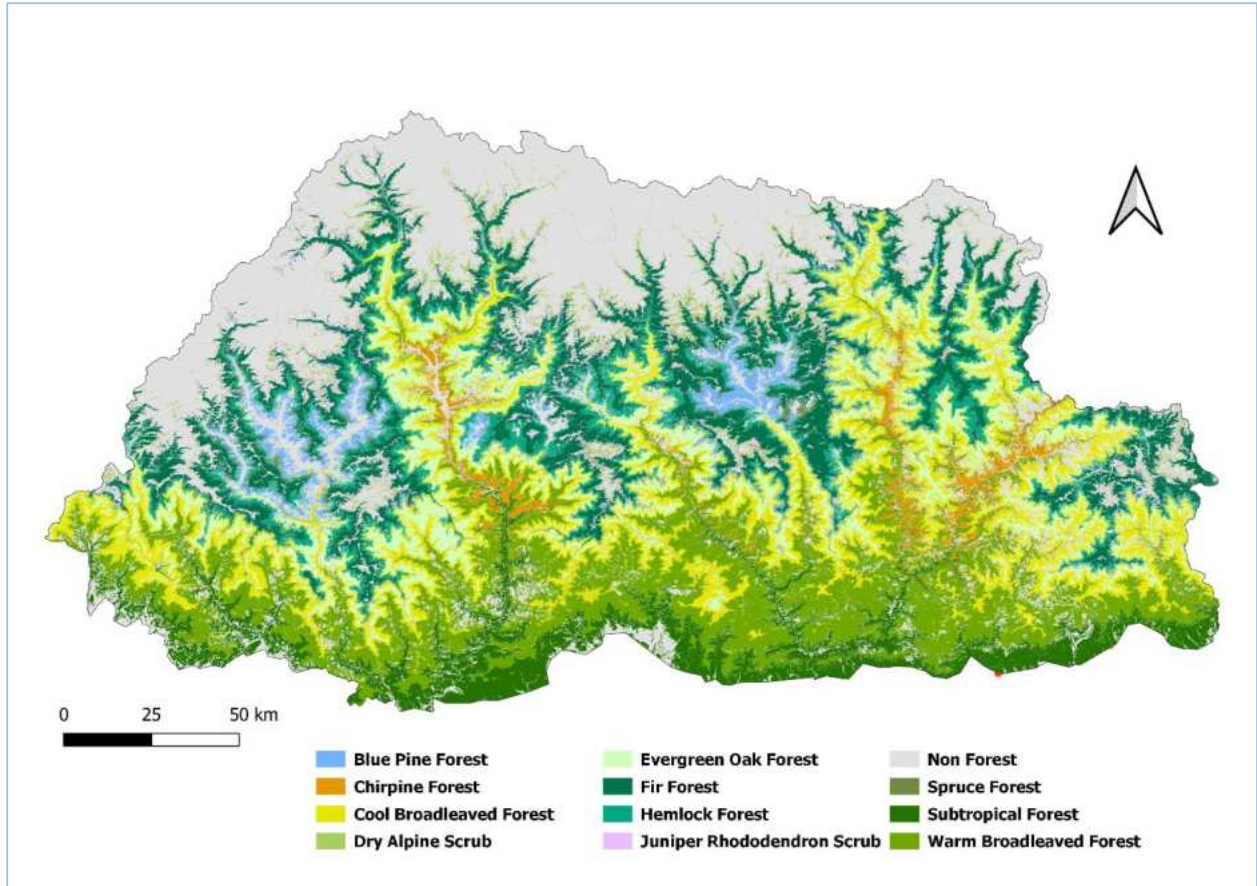 0 25 50 km
Blue Pine Forest
Chirpine Forest
Cool Broadleaved Forest
Dry Alpine Scrub
Evergreen Oak Forest
Fir Forest
Hemlock Forest
Juniper Rhododendron Scrub
Non Forest
Spruce Forest
Subtropical Forest
Warm Broadleaved Forest